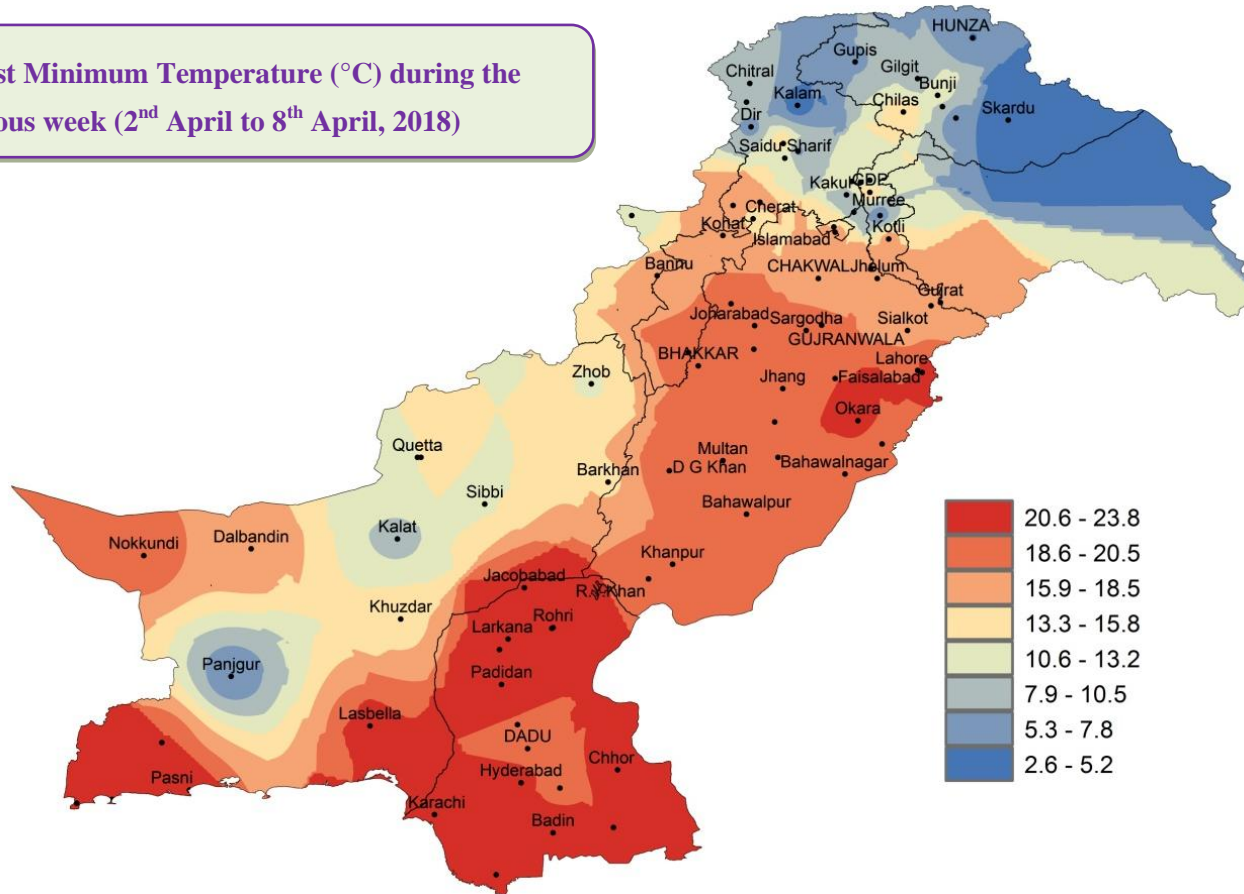 st Minimum Temperature (°C) during the
ous week (2nd April to 8th April, 2018)
HUNZA
Gupis
Gilgit
Chitral
Bunji
Kalam
Chilas
Skardu
Dir
Saidu Sharif
Kakul
Murree
Cherat
Kohat
Kotli
Islamabad
Bannu
CHAKWAL Jhelum
Gujrat
Joharabad
Sargodha
Sialkot
GUJRANWALA
BHAKKAR
Lahore
Zhob
Jhang
Faisalabad
Okara
Quetta
Multan
D G Khan
Bahawalnagar
Barkhan
Sibbi
Bahawalpur
Kalat
Nokkundi
Dalbandin
Khanpur
Jacobabad
R.Y.Khan
Khuzdar
Rohri
Larkana
Panjgur
Padidan
Lasbella
DADU
Chhor
Pasni
Hyderabad
Karachi
Badin
20.6 - 23.8
18.6 - 20.5
15.9 - 18.5
13.3 - 15.8
10.6 - 13.2
7.9 - 10.5
5.3 - 7.8
2.6 - 5.2